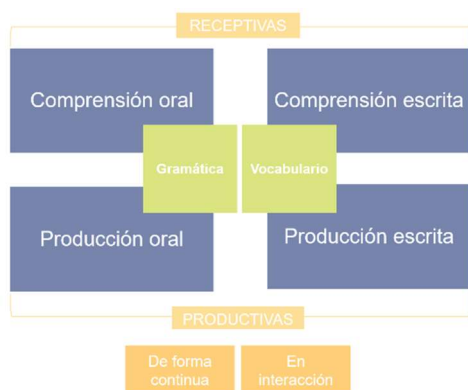 RECEPTIVAS
Comprensión oral
Comprensión escrita
Gramática
Vocabulario
Producción oral
Producción escrita
PRODUCTIVAS
De forma
continua
En
interacción